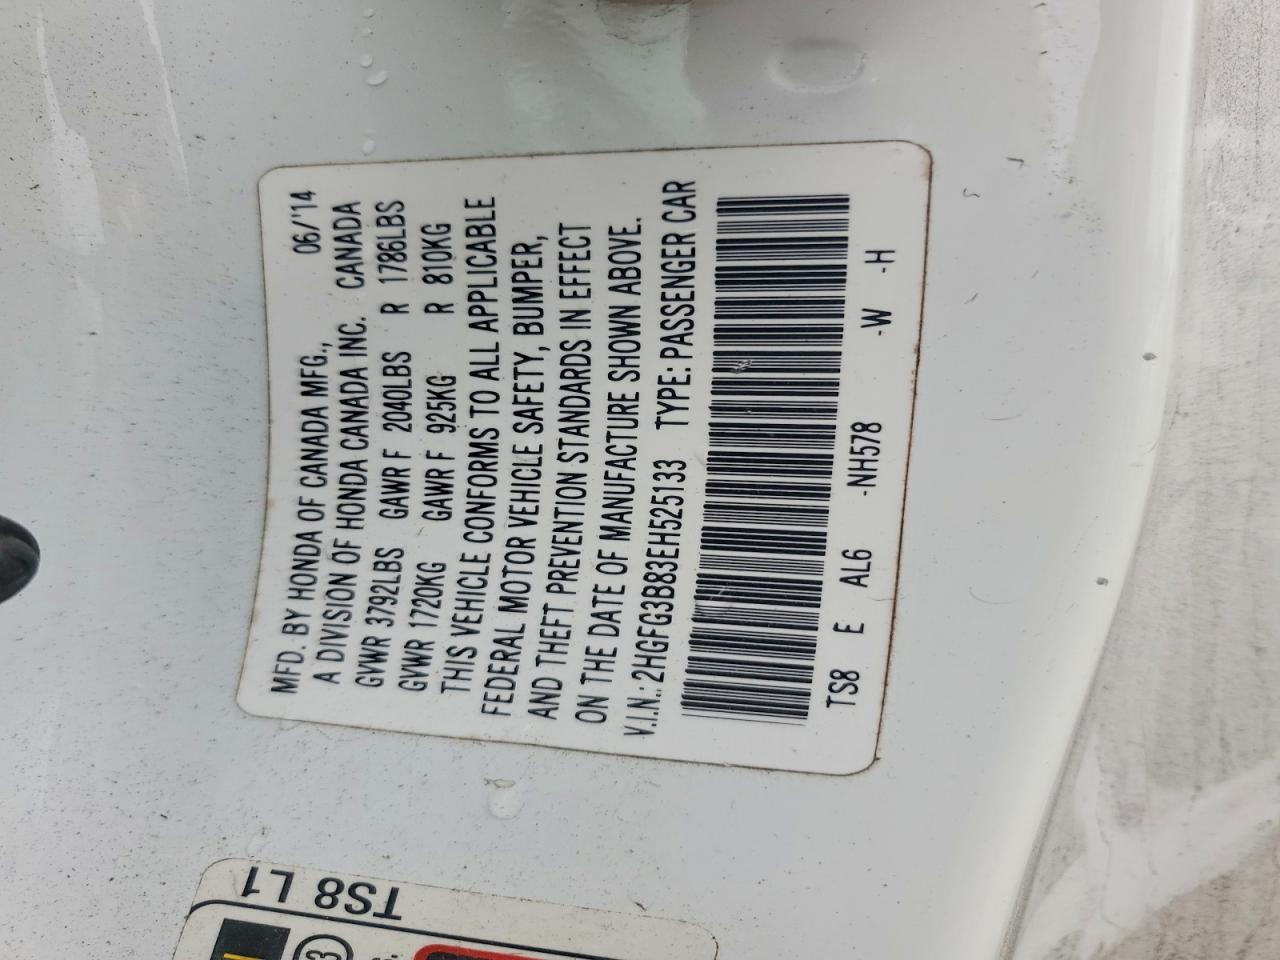 MFD. BY HONDA OF CANADA MFG., 06/'14
A DIVISION OF HONDA CANADA INC. CANADA
GVWR 3792LBS GAWR F 2040LBS R 1786LBS
GVWR 1720KG GAWR F 925KG R 810KG
THIS VEHICLE CONFORMS TO ALL APPLICABLE
FEDERAL MOTOR VEHICLE SAFETY, BUMPER,
AND THEFT PREVENTION STANDARDS IN EFFECT
ON THE DATE OF MANUFACTURE SHOWN ABOVE.
V.I.N.: 2HGFG3B83EH525133 TYPE: PASSENGER CAR
TS8 E AL6 -NH578 -W -H
TS8 L1